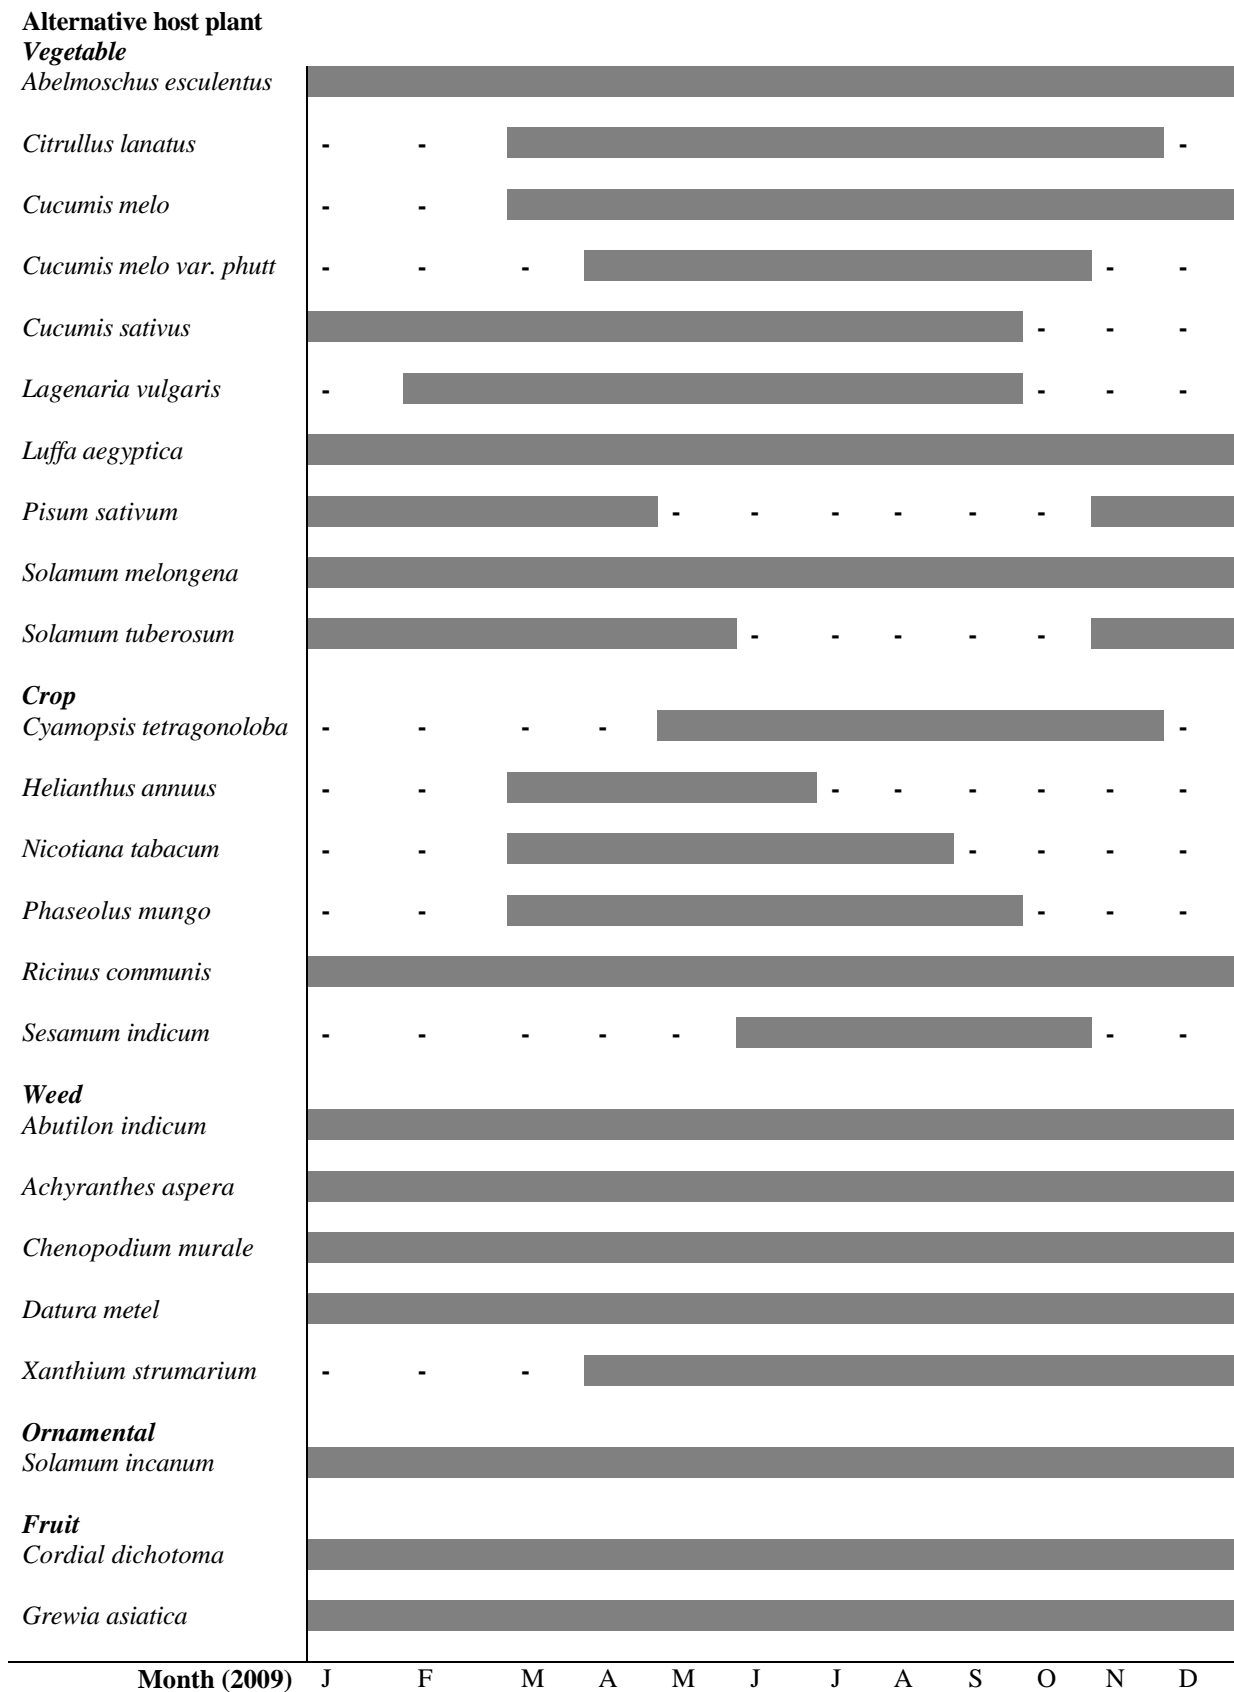 Alternative host plant
Vegetable
Abelmoschus esculentus
Citrullus lanatus - - -
Cucumis melo - -
Cucumis melo var. phutt - - - - -
Cucumis sativus - - -
Lagenaria vulgaris - - - -
Luffa aegyptica
Pisum sativum - - - - - -
Solamum melongena
Solamum tuberosum - - - - -
Crop
Cyamopsis tetragonoloba - - - - -
Helianthus annuus - - - - - - - -
Nicotiana tabacum - - - - - -
Phaseolus mungo - - - - -
Ricinus communis
Sesamum indicum - - - - - - -
Weed
Abutilon indicum
Achyranthes aspera
Chenopodium murale
Datura metel
Xanthium strumarium - - -
Ornamental
Solamum incanum
Fruit
Cordial dichotoma
Grewia asiatica
Month (2009) J F M A M J J A S O N D